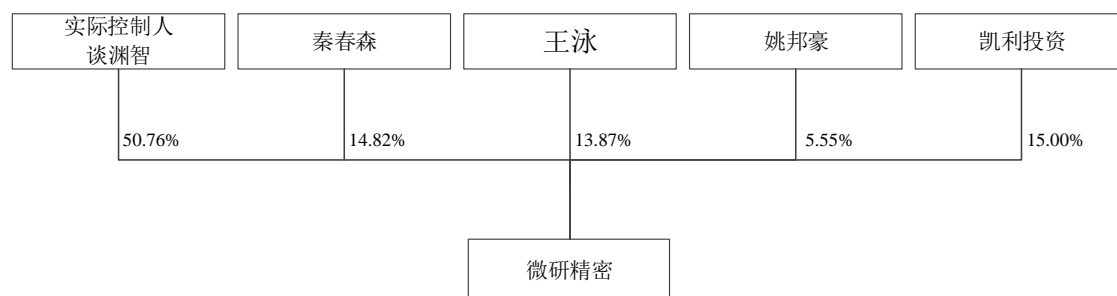 实际控制人
谈渊智
秦春森
王泳
姚邦豪
凯利投资
50.76%
14.82%
13.87%
5.55%
15.00%
微研精密